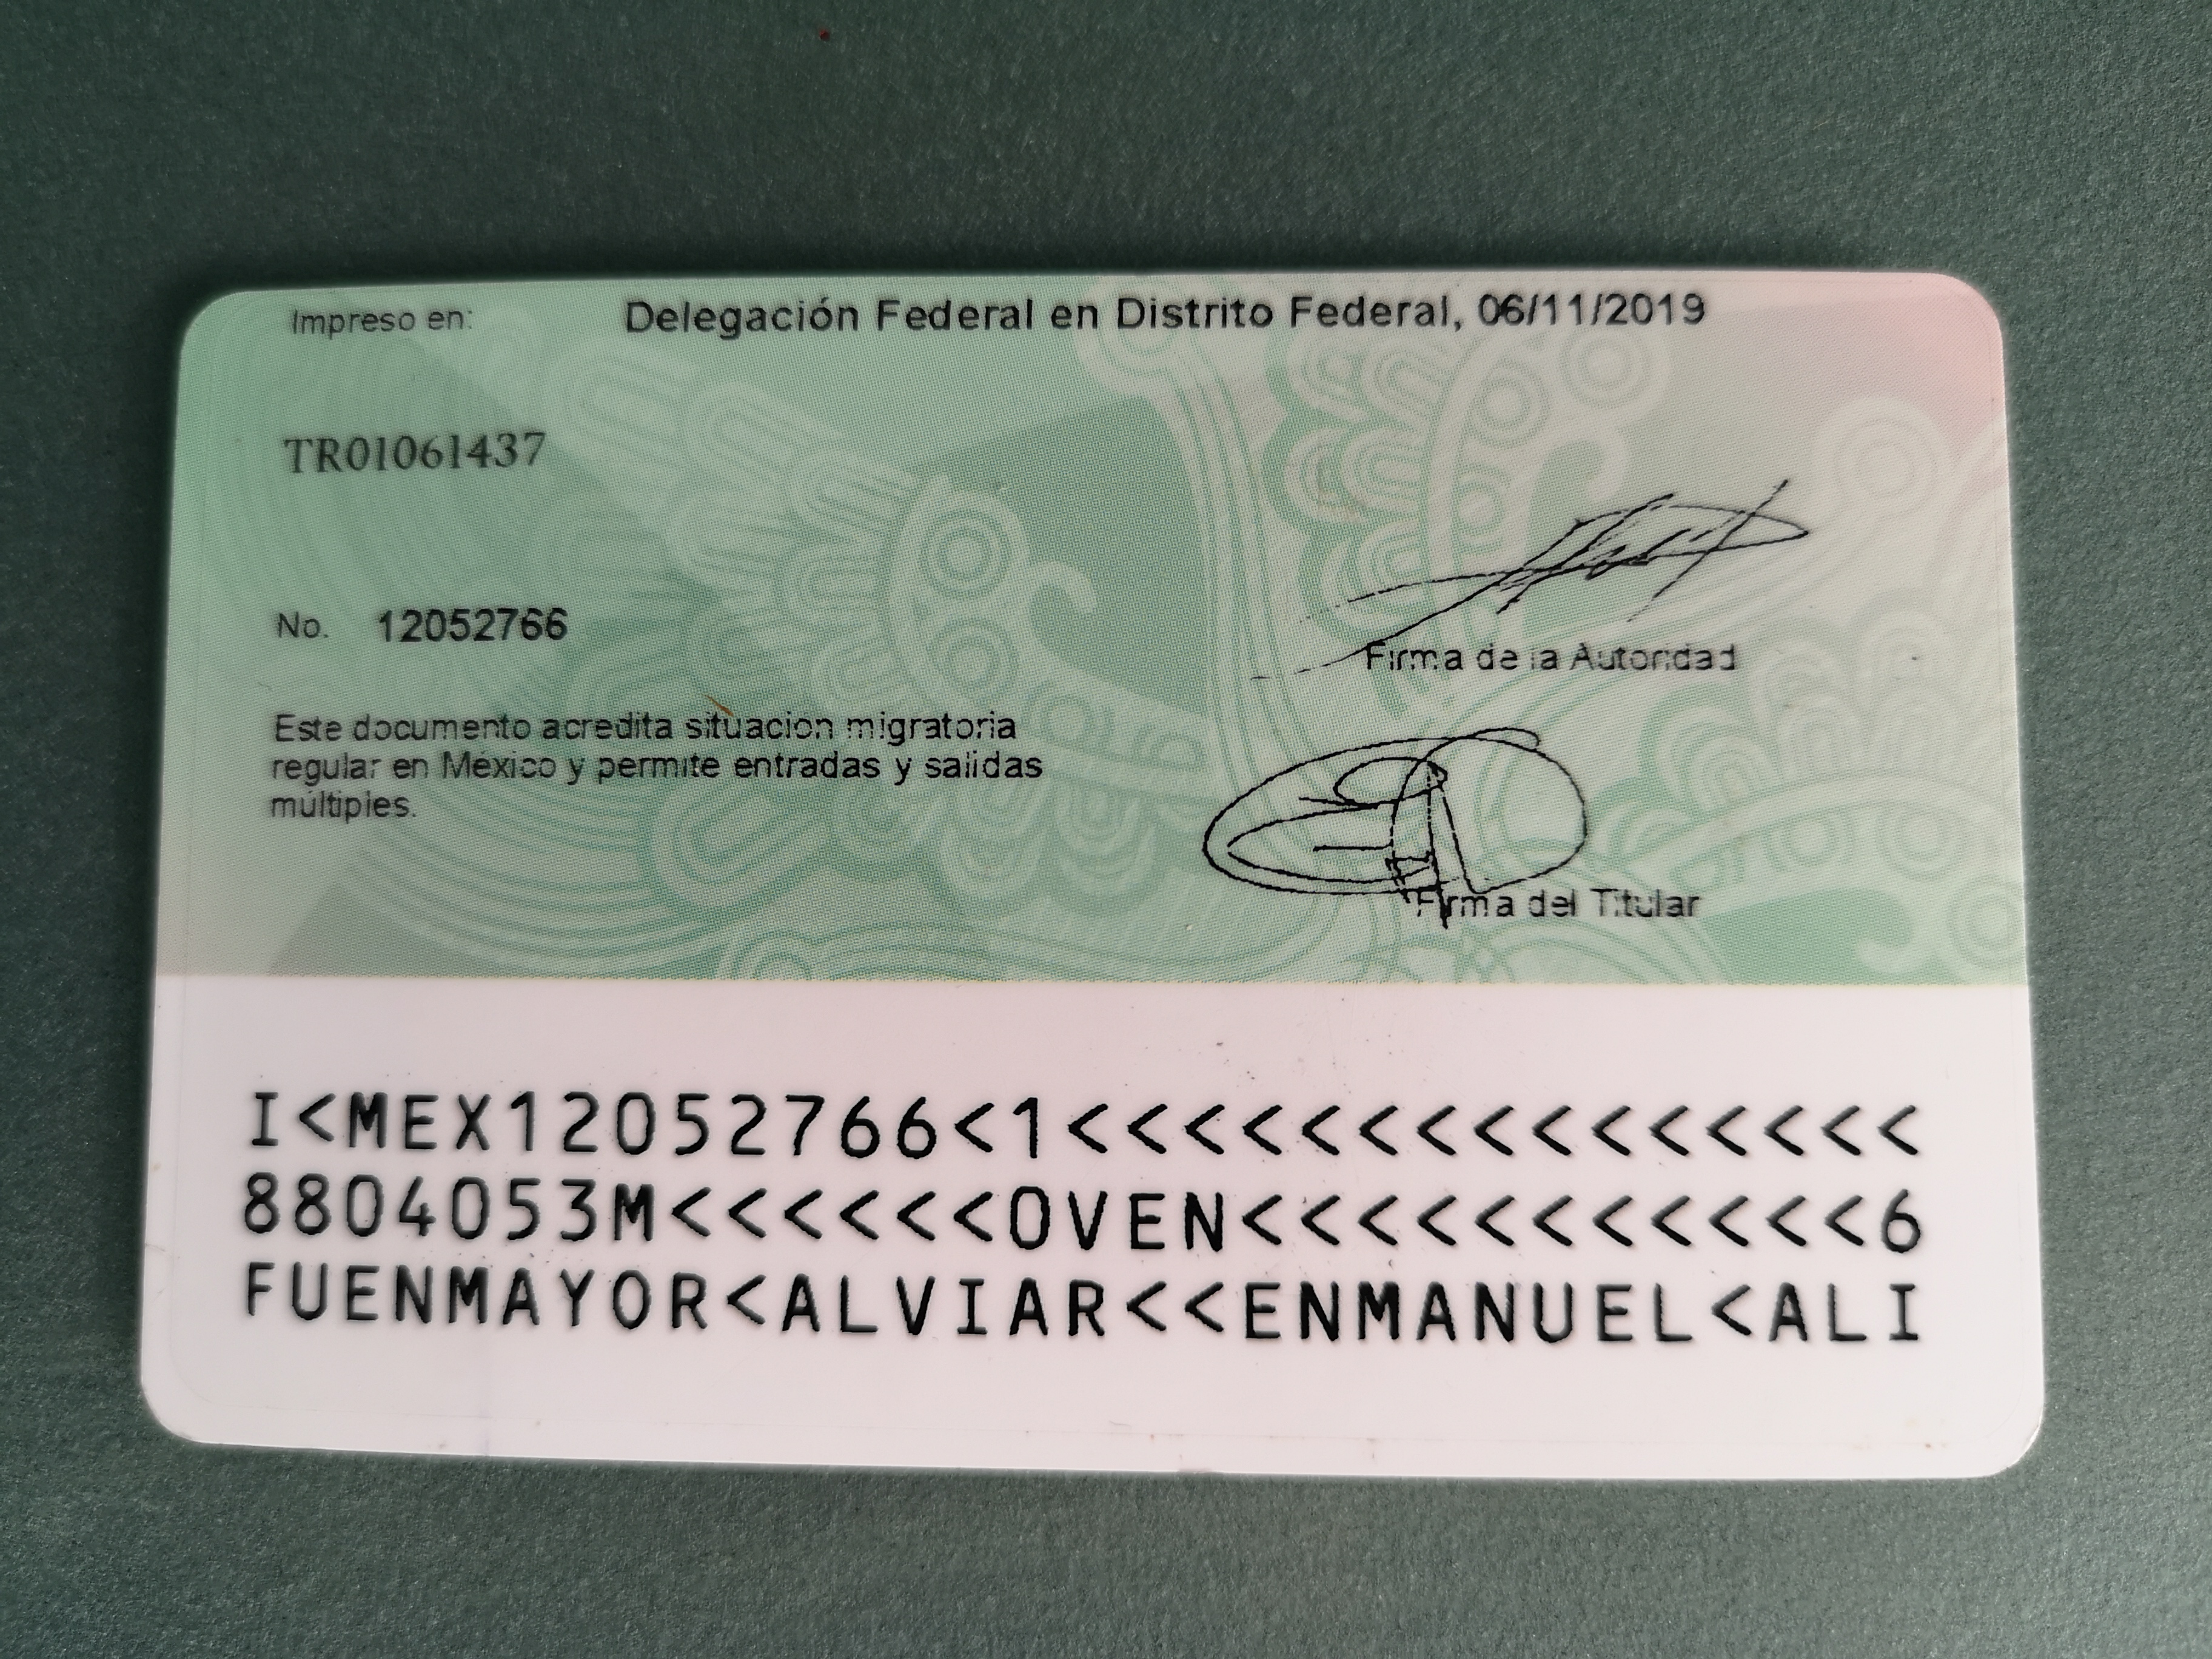 Impreso en: Delegación Federal en Distrito Federal, 06/11/2019
TR01061437
No. 12052766
Firma de la Autoridad
Este documento acredita situacion migratoria
regular en México y permite entradas y salidas
múltiples.
Firma del Titular
I<MEX12052766<1<<<<<<<<<<<<<<<
8804053M<<<<<<OVEN<<<<<<<<<<<6
FUENMAYOR<ALVIAR<<ENMANUEL<ALI